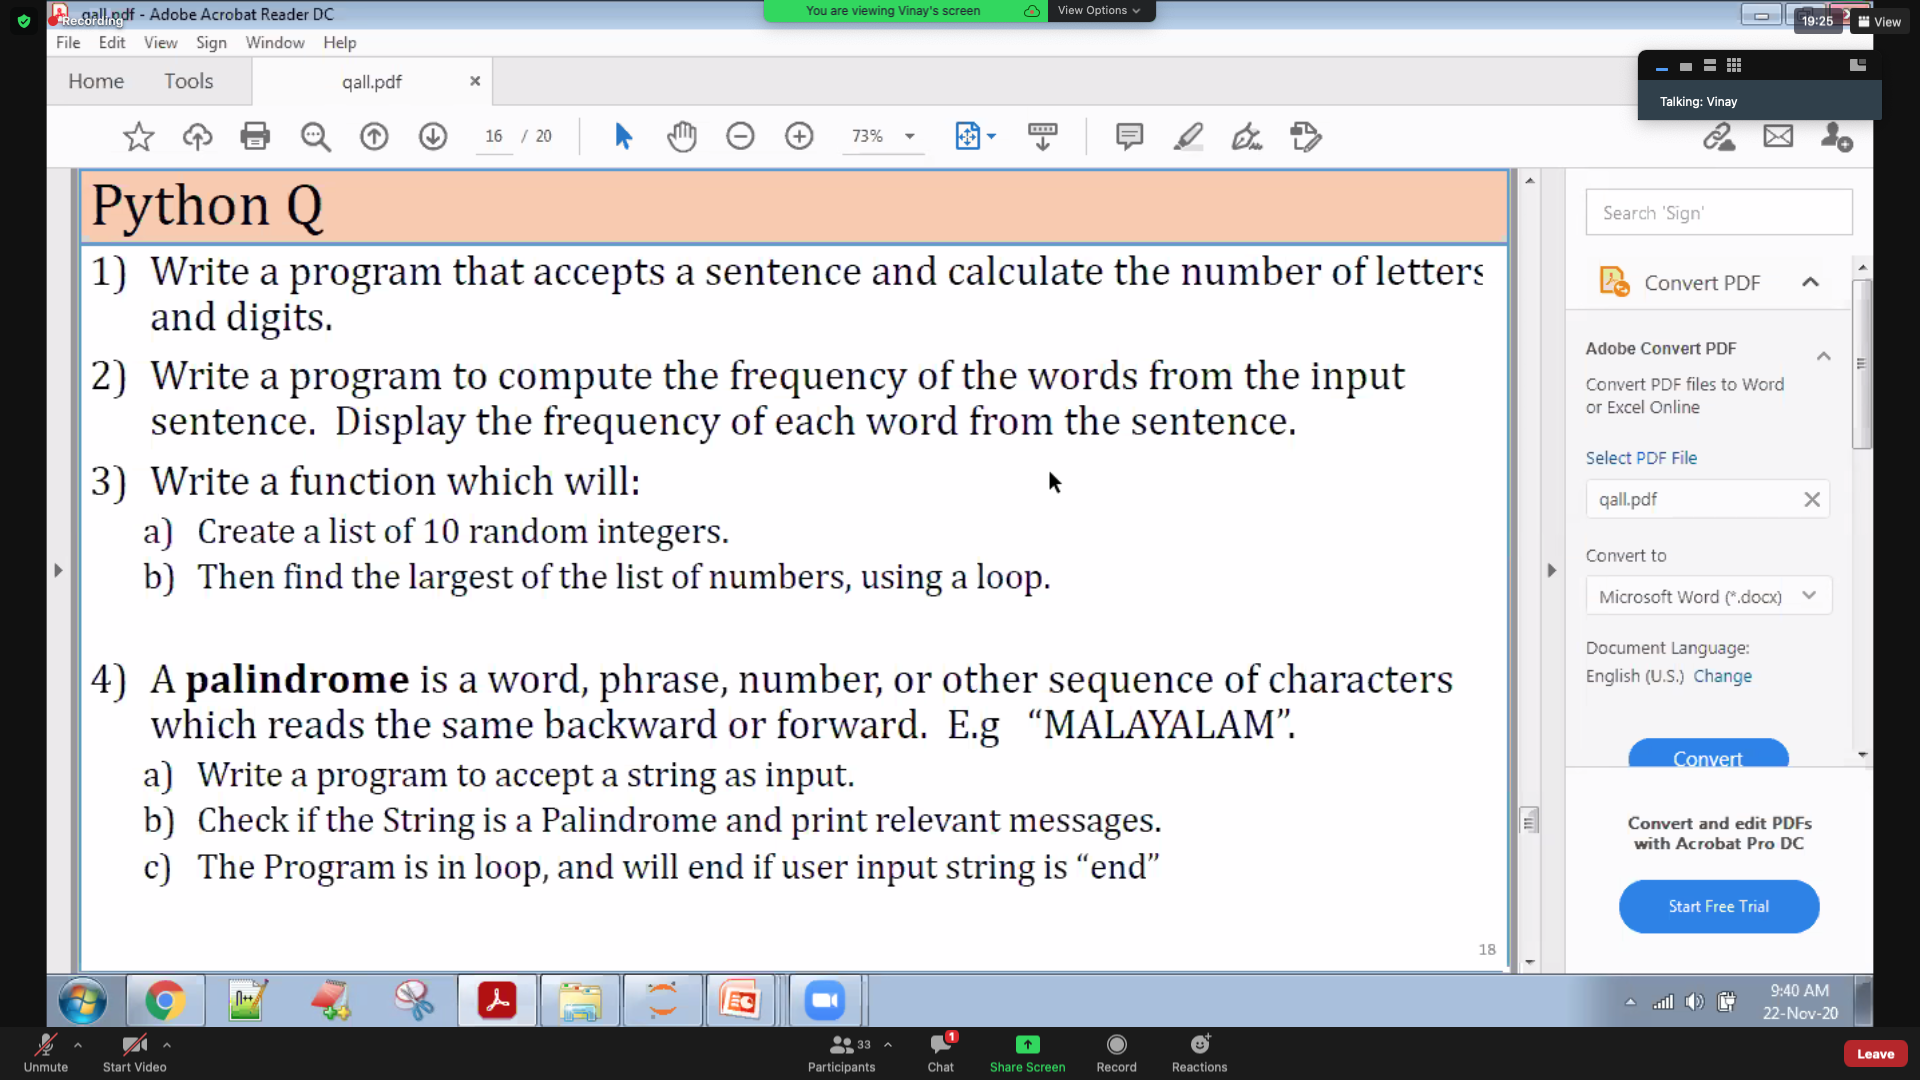 qall.pdf - Adobe Acrobat Reader DC
Recording
You are viewing Vinay's screen
View Options
19:25
View
File Edit View Sign Window Help
Home Tools qall.pdf
Talking: Vinay
16 / 20 73%
Python Q
1) Write a program that accepts a sentence and calculate the number of letters
and digits.
2) Write a program to compute the frequency of the words from the input
sentence. Display the frequency of each word from the sentence.
3) Write a function which will:
a) Create a list of 10 random integers.
b) Then find the largest of the list of numbers, using a loop.
4) A palindrome is a word, phrase, number, or other sequence of characters
which reads the same backward or forward. E.g “MALAYALAM”.
a) Write a program to accept a string as input.
b) Check if the String is a Palindrome and print relevant messages.
c) The Program is in loop, and will end if user input string is “end”
18
Search 'Sign'
Convert PDF
Adobe Convert PDF
Convert PDF files to Word
or Excel Online
Select PDF File
qall.pdf
Convert to
Microsoft Word (*.docx)
Document Language:
English (U.S.) Change
Convert
Convert and edit PDFs
with Acrobat Pro DC
Start Free Trial
9:40 AM
22-Nov-20
Unmute
Start Video
33
Participants
1
Chat
Share Screen
Record
Reactions
Leave